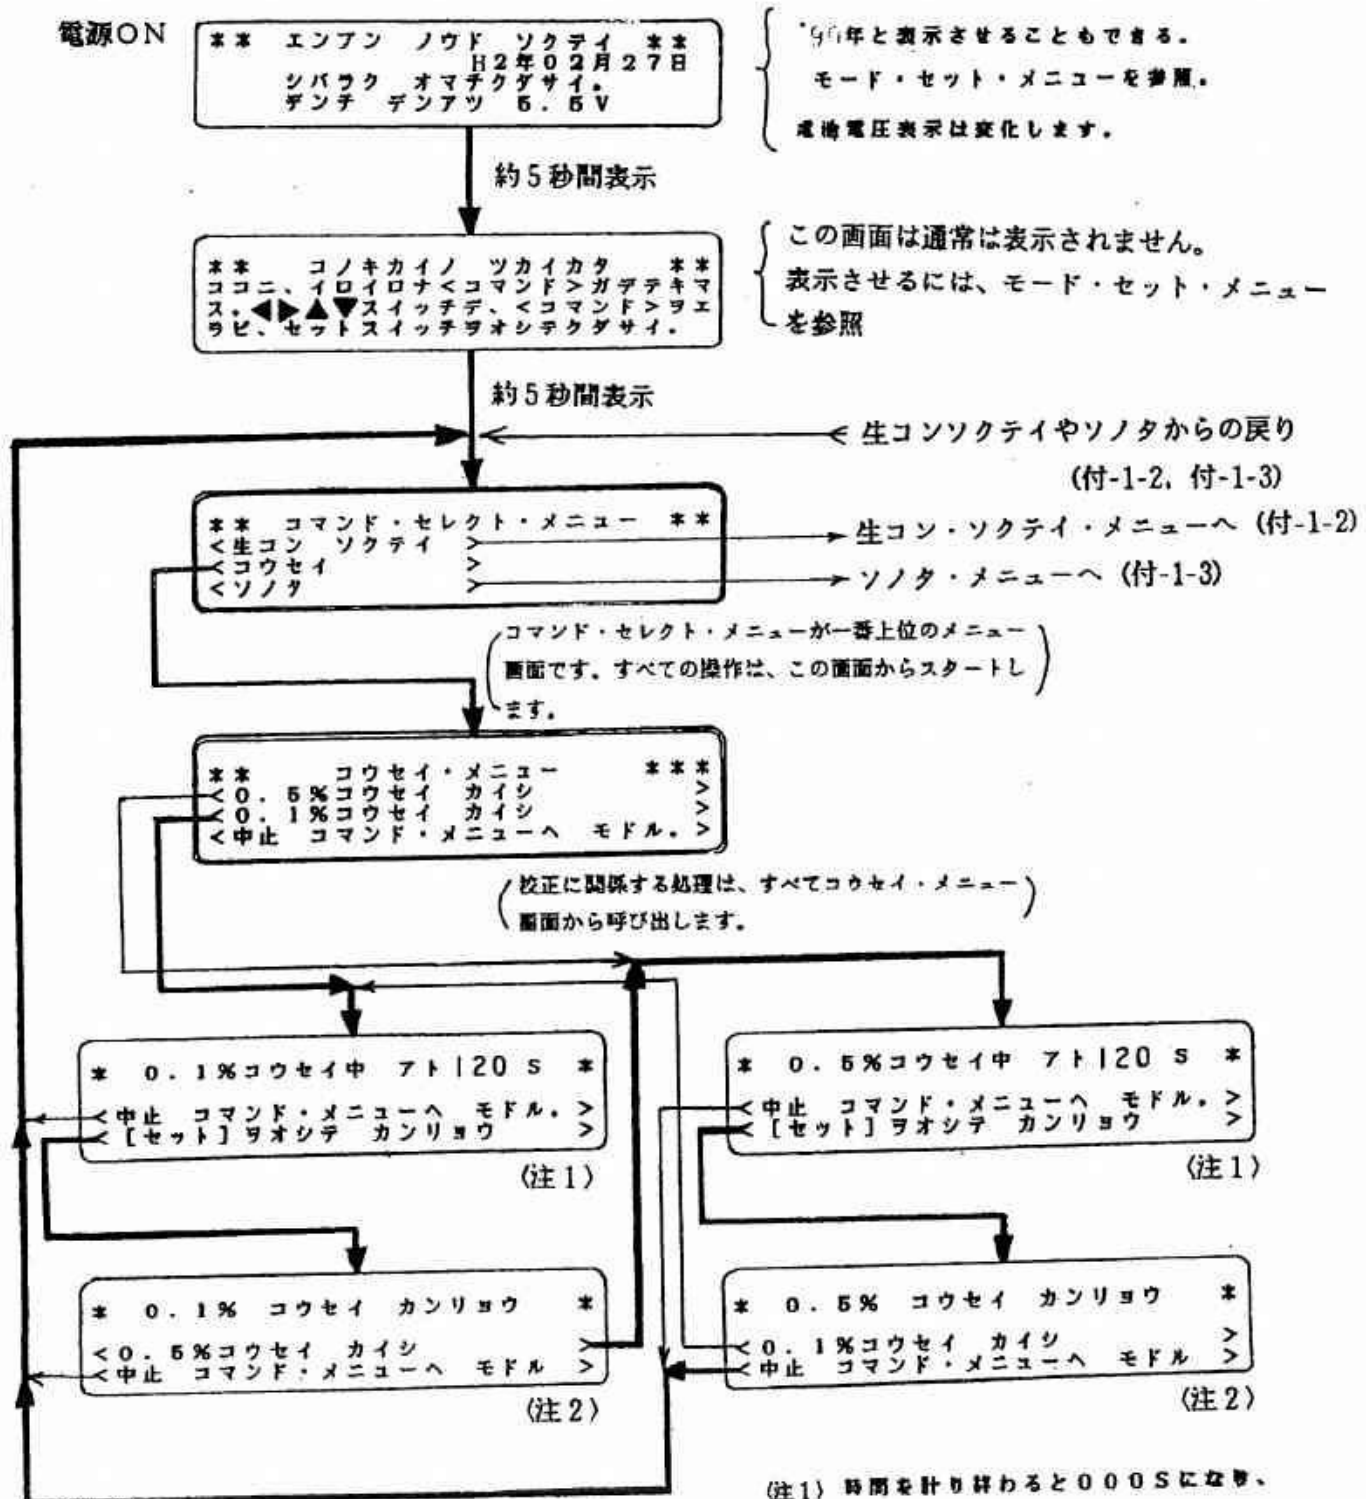 電源ON
** エンブン ノウド ソクテイ **
H2年02月27日
シバラク オマチクダサイ。
デンチ デンアツ 5.5V
年と表示させることもできる。
モード・セット・メニューを参照。
電池電圧表示は変化します。
約5秒間表示
** コノキカイノ ツカイカタ **
ココニ、イロイロナ<コマンド>ガデテキマ
ス。◀▶▲▼スイッチデ、<コマンド>ヲエ
ラビ、セットスイッチヲオシテクダサイ。
この画面は通常は表示されません。
表示させるには、モード・セット・メニュー
を参照
約5秒間表示
生コンソクテイやソノタからの戻り
(付-1-2, 付-1-3)
** コマンド・セレクト・メニュー **
<生コン ソクテイ >
<コウセイ >
<ソノタ >
生コン・ソクテイ・メニューへ (付-1-2)
ソノタ・メニューへ (付-1-3)
コマンド・セレクト・メニューが一番上位のメニュー
画面です。すべての操作は、この画面からスタートし
ます。
** コウセイ・メニュー ***
<0.5%コウセイ カイシ >
<0.1%コウセイ カイシ >
<中止 コマンド・メニューへ モドル。>
校正に関係する処理は、すべてコウセイ・メニュー
画面から呼び出します。
* 0.1%コウセイ中 アト120 S *
<中止 コマンド・メニューへ モドル。>
<[セット]ヲオシテ カンリョウ >
(注1)
* 0.5%コウセイ中 アト120 S *
<中止 コマンド・メニューへ モドル。>
<[セット]ヲオシテ カンリョウ >
(注1)
* 0.1% コウセイ カンリョウ *
<0.5%コウセイ カイシ >
<中止 コマンド・メニューへ モドル >
(注2)
* 0.5% コウセイ カンリョウ *
<0.1%コウセイ カイシ >
<中止 コマンド・メニューへ モドル >
(注2)
(注1) 時間を計り終わると000Sになり、